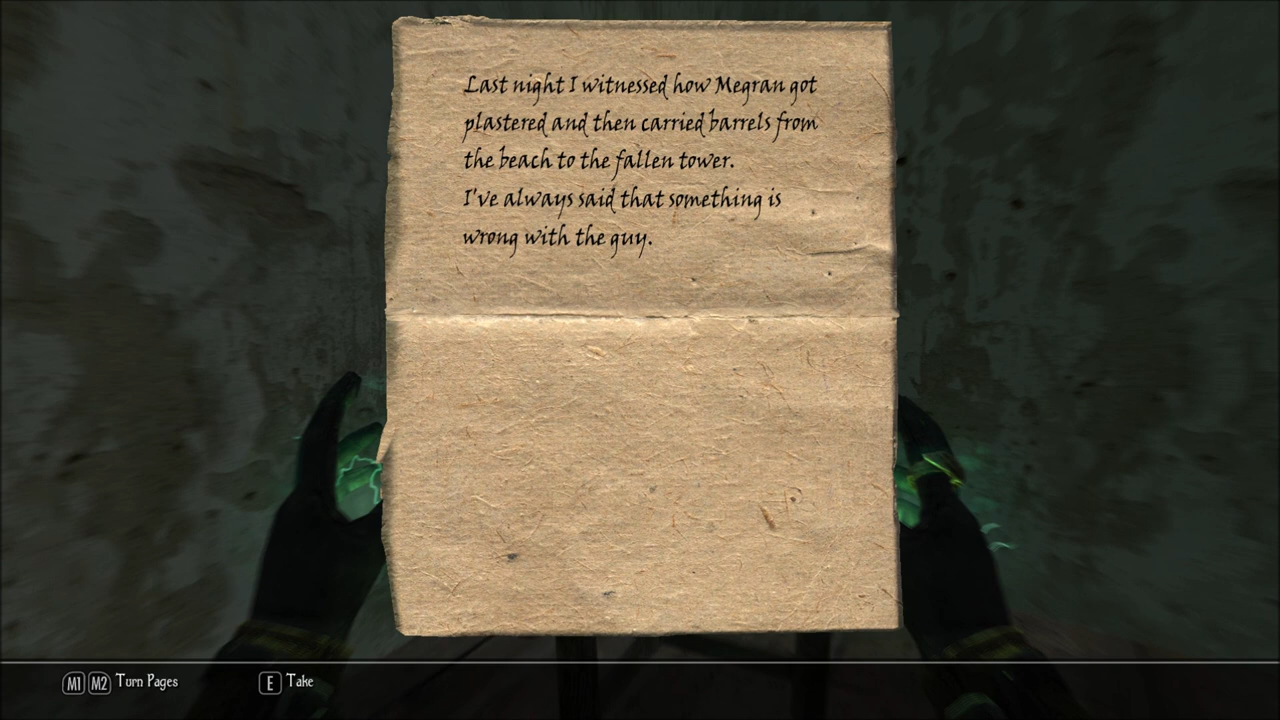 Last night I witnessed how Megran got
plastered and then carried barrels from
the beach to the fallen tower.
I've always said that something is
wrong with the guy.
M1 M2 Turn Pages
E Take